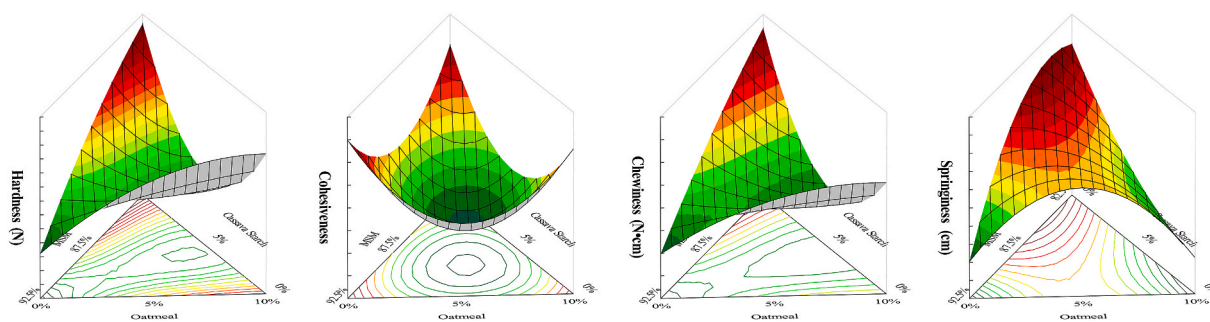 Hardness (N)
MSM
87.5%
92.5%
0%
5%
10%
Oatmeal
Cassava Starch
5%
0%
Cohesiveness
MSM
87.5%
92.5%
0%
5%
10%
Oatmeal
Cassava Starch
5%
0%
Chewiness (N•cm)
MSM
87.5%
92.5%
0%
5%
10%
Oatmeal
Cassava Starch
5%
0%
Springiness (cm)
MSM
87.5%
92.5%
0%
5%
10%
Oatmeal
Cassava Starch
5%